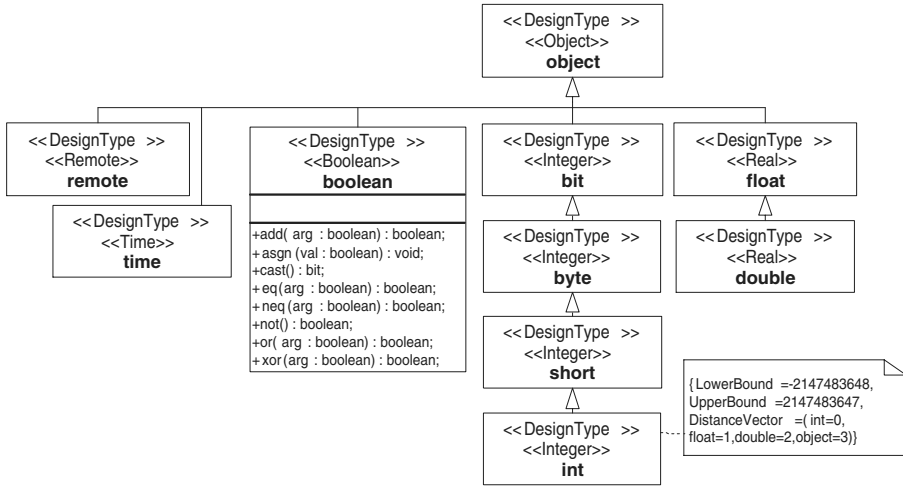 <<DesignType >>
<<Object>>
object
<<DesignType >>
<<Remote>>
remote
<<DesignType >>
<<Time>>
time
<<DesignType >>
<<Boolean>>
boolean
+add( arg : boolean) : boolean;
+asgn (val : boolean) : void;
+cast() : bit;
+eq(arg : boolean) : boolean;
+neq(arg : boolean) : boolean;
+not() : boolean;
+or( arg : boolean) : boolean;
+xor(arg : boolean) : boolean;
<<DesignType >>
<<Integer>>
bit
<<DesignType >>
<<Integer>>
byte
<<DesignType >>
<<Integer>>
short
<<DesignType >>
<<Integer>>
int
<<DesignType >>
<<Real>>
float
<<DesignType >>
<<Real>>
double
{LowerBound =-2147483648,
UpperBound =2147483647,
DistanceVector =( int=0,
float=1,double=2,object=3)}